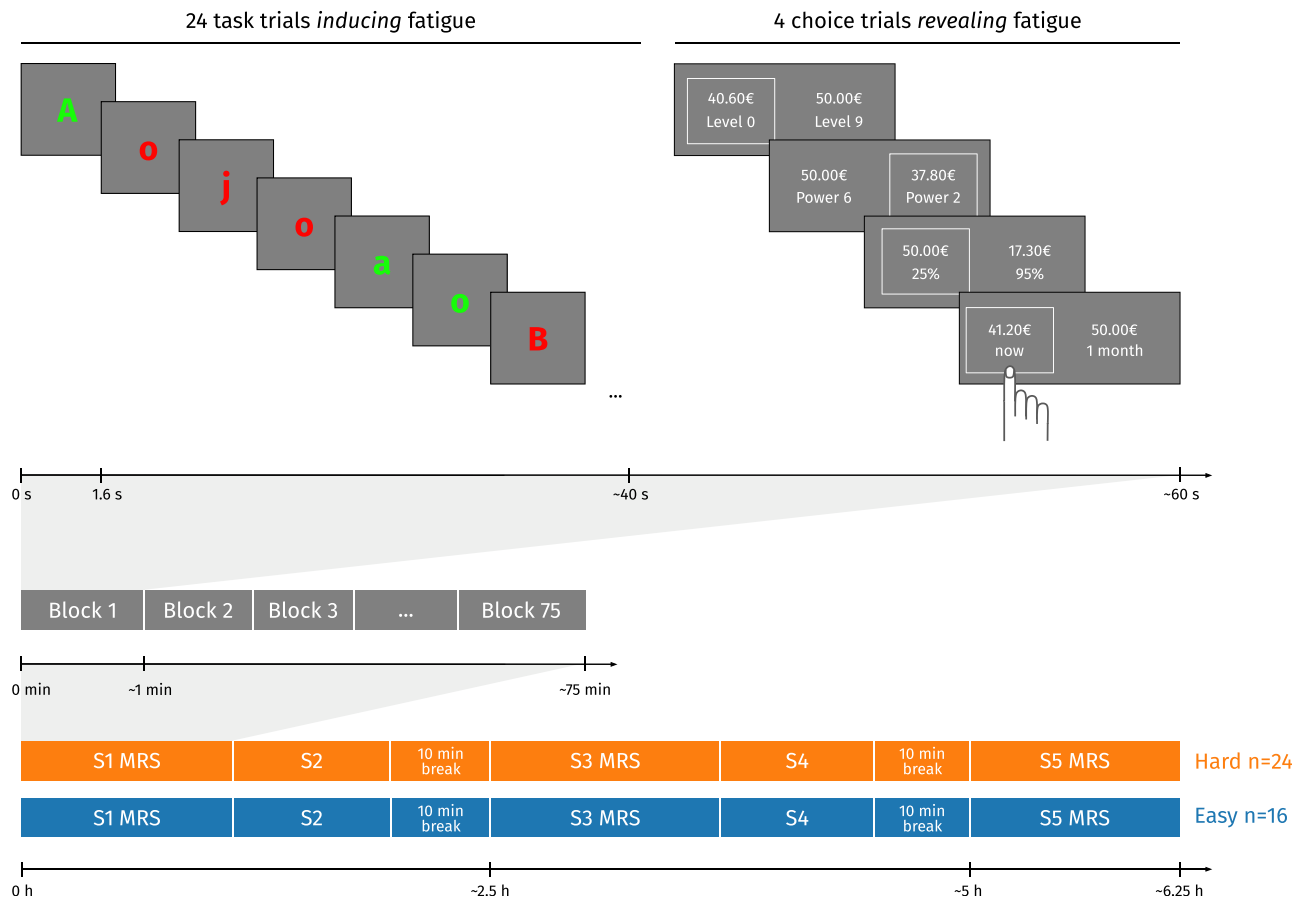 24 task trials inducing fatigue
4 choice trials revealing fatigue
A
o
j
o
a
o
B
...
40.60€ 50.00€
Level 0 Level 9
50.00€ 37.80€
Power 6 Power 2
50.00€ 17.30€
25% 95%
41.20€ 50.00€
now 1 month
0 s 1.6 s ~40 s ~60 s
Block 1 Block 2 Block 3 ... Block 75
0 min ~1 min ~75 min
S1 MRS S2 10 min break S3 MRS S4 10 min break S5 MRS Hard n=24
S1 MRS S2 10 min break S3 MRS S4 10 min break S5 MRS Easy n=16
0 h ~2.5 h ~5 h ~6.25 h